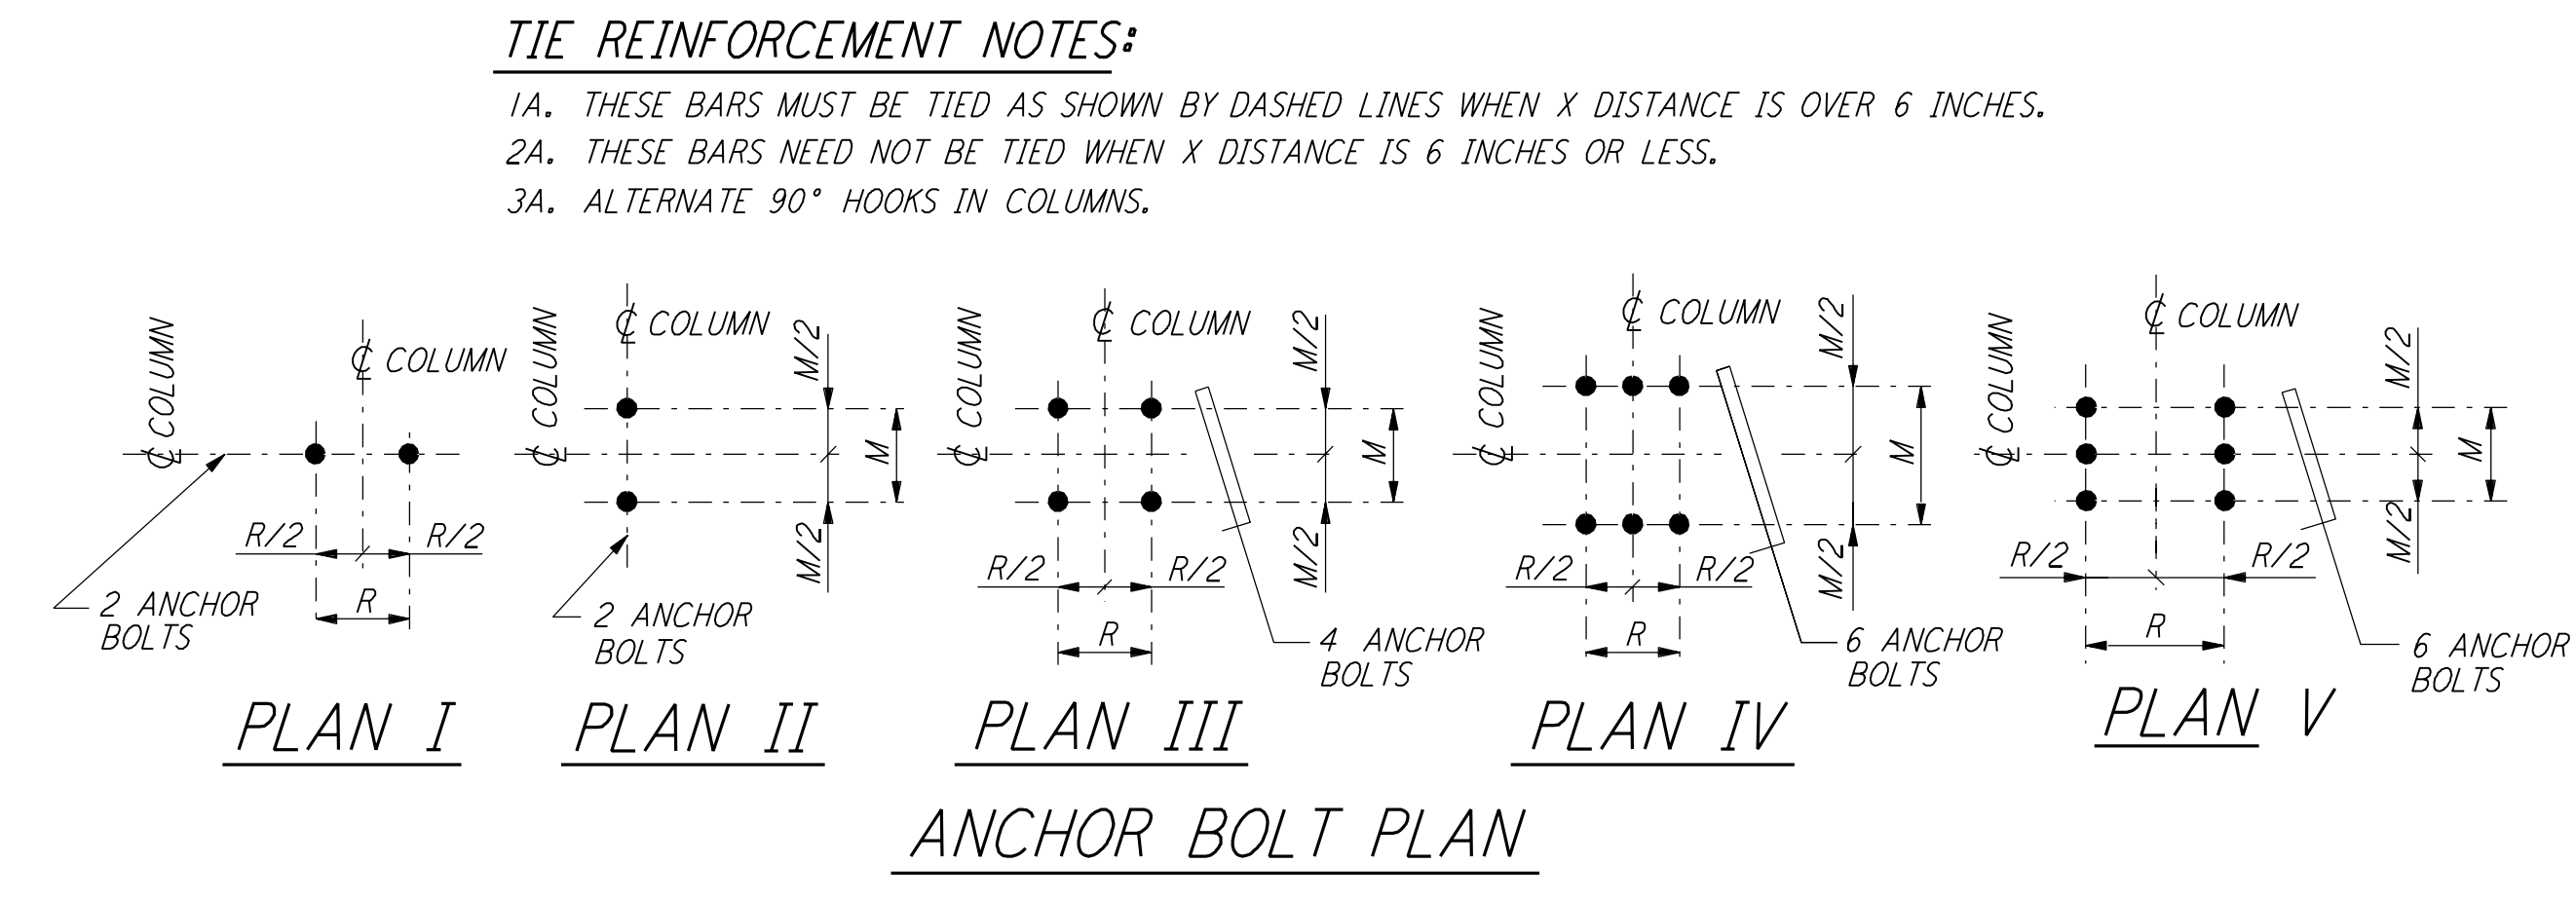 TIE REINFORCEMENT NOTES:
1A. THESE BARS MUST BE TIED AS SHOWN BY DASHED LINES WHEN X DISTANCE IS OVER 6 INCHES.
2A. THESE BARS NEED NOT BE TIED WHEN X DISTANCE IS 6 INCHES OR LESS.
3A. ALTERNATE 90° HOOKS IN COLUMNS.
℄ COLUMN
℄ COLUMN
R/2
R/2
R
2 ANCHOR
BOLTS
PLAN I
℄ COLUMN
℄ COLUMN
M/2
M
M/2
2 ANCHOR
BOLTS
PLAN II
℄ COLUMN
℄ COLUMN
M/2
M
M/2
R/2
R/2
R
4 ANCHOR
BOLTS
PLAN III
℄ COLUMN
℄ COLUMN
M/2
M
M/2
R/2
R/2
R
6 ANCHOR
BOLTS
PLAN IV
℄ COLUMN
℄ COLUMN
M/2
M
M/2
R/2
R/2
R
6 ANCHOR
BOLTS
PLAN V
ANCHOR BOLT PLAN